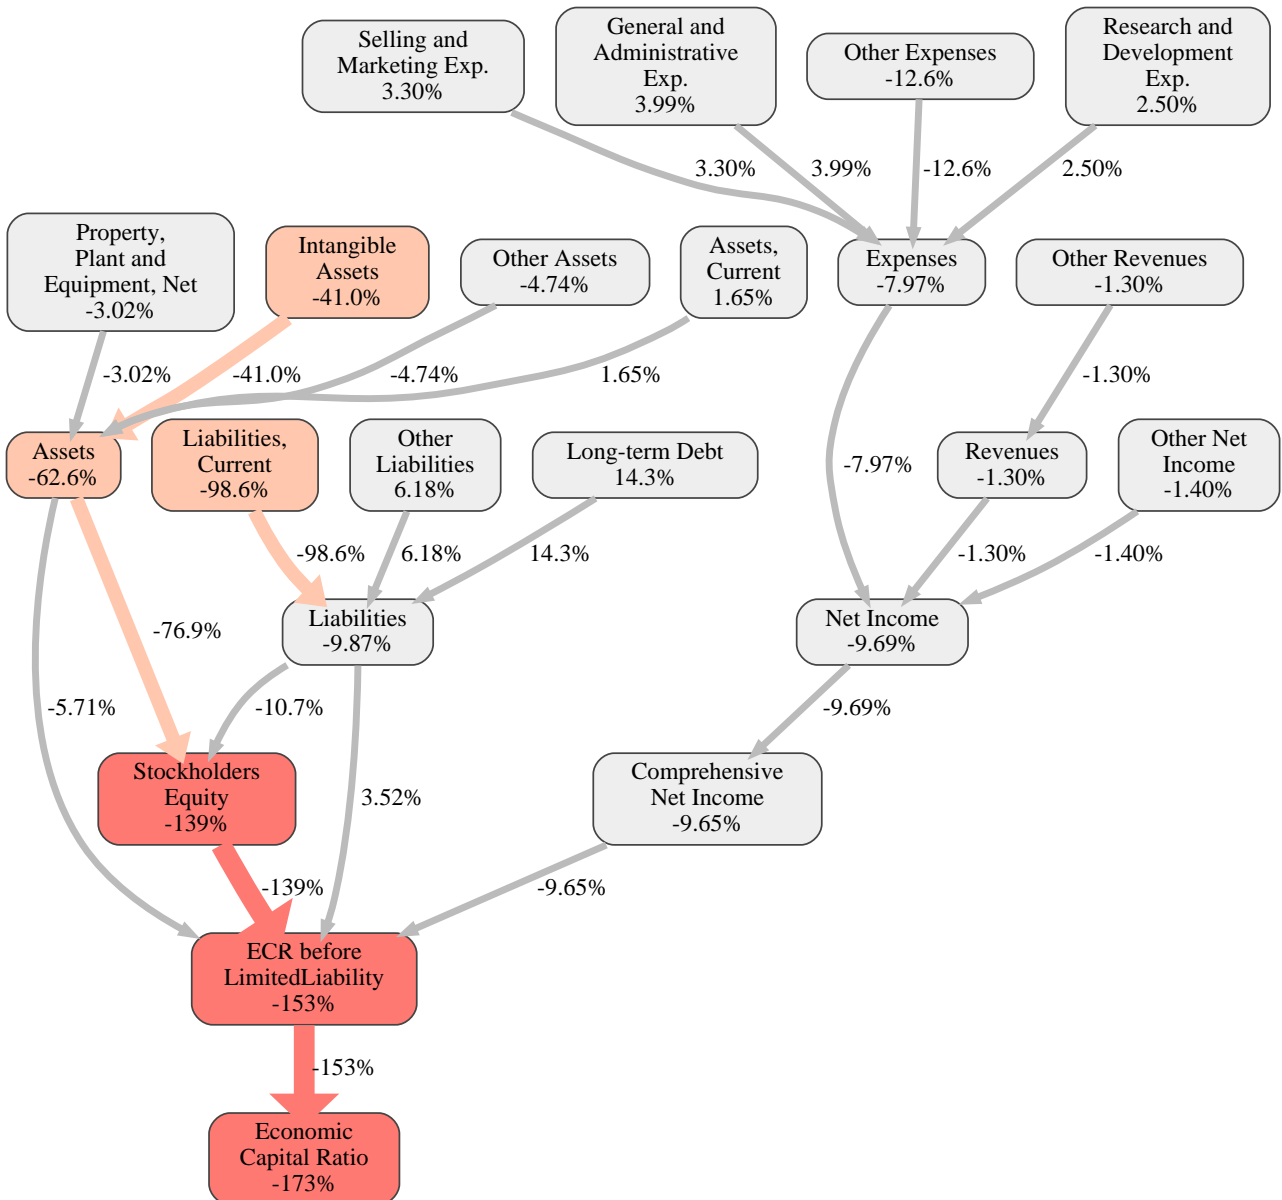 Selling and
Marketing Exp.
3.30%
General and
Administrative
Exp.
3.99%
Other Expenses
-12.6%
Research and
Development
Exp.
2.50%
3.30%
3.99%
-12.6%
2.50%
Property,
Plant and
Equipment, Net
-3.02%
Intangible
Assets
-41.0%
Other Assets
-4.74%
Assets,
Current
1.65%
Expenses
-7.97%
Other Revenues
-1.30%
-3.02%
-41.0%
-4.74%
1.65%
-1.30%
Assets
-62.6%
Liabilities,
Current
-98.6%
Other
Liabilities
6.18%
Long-term Debt
14.3%
-7.97%
Revenues
-1.30%
Other Net
Income
-1.40%
-98.6%
6.18%
14.3%
-1.30%
-1.40%
-76.9%
Liabilities
-9.87%
Net Income
-9.69%
-5.71%
-10.7%
-9.69%
Stockholders
Equity
-139%
3.52%
Comprehensive
Net Income
-9.65%
-139%
-9.65%
ECR before
LimitedLiability
-153%
-153%
Economic
Capital Ratio
-173%